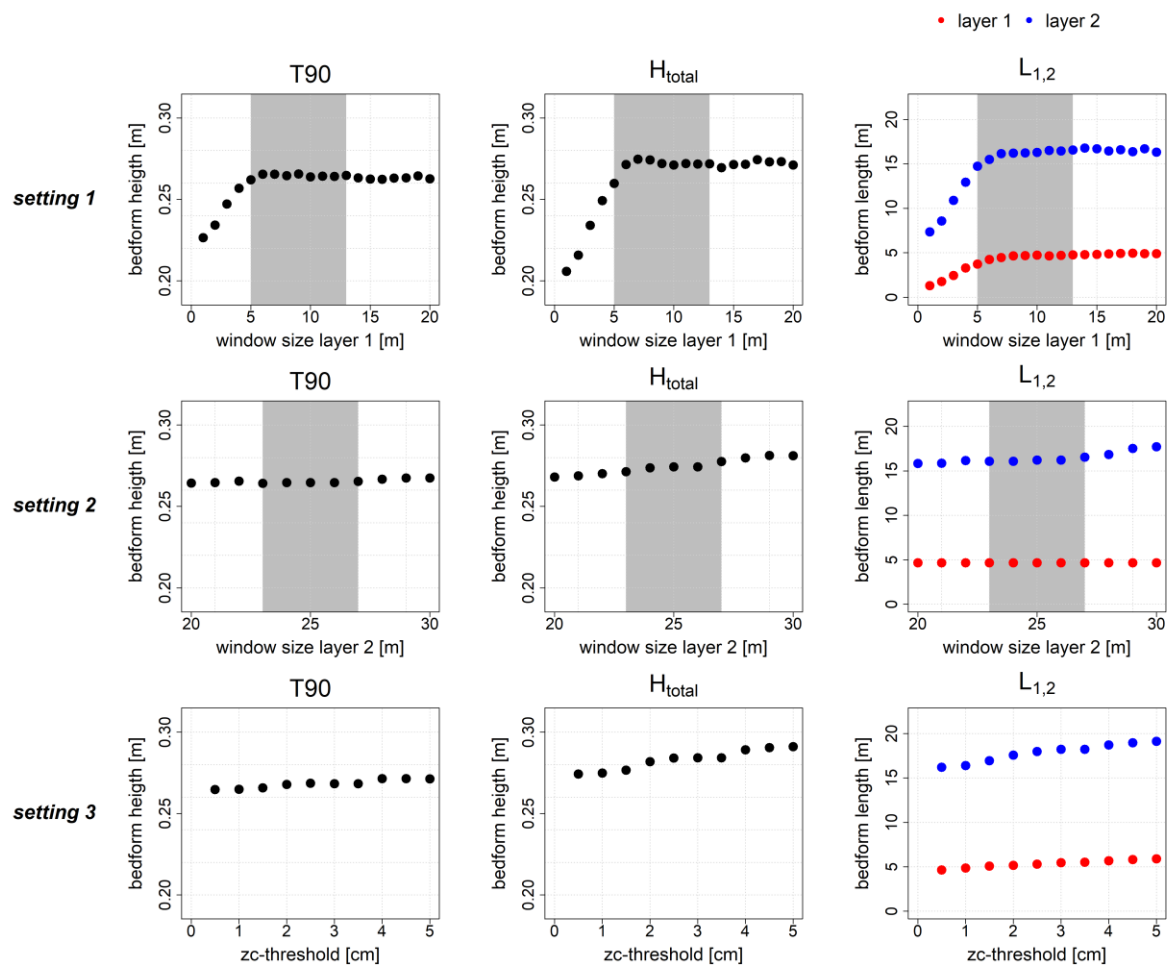 layer 1 layer 2
T90 H_total L_1,2
setting 1
bedform heigth [m] 0.20 0.25 0.30
0 5 10 15 20
window size layer 1 [m]
bedform heigth [m] 0.20 0.25 0.30
0 5 10 15 20
window size layer 1 [m]
bedform length [m] 0 5 10 15 20
0 5 10 15 20
window size layer 1 [m]
T90 H_total L_1,2
setting 2
bedform heigth [m] 0.20 0.25 0.30
20 25 30
window size layer 2 [m]
bedform heigth [m] 0.20 0.25 0.30
20 25 30
window size layer 2 [m]
bedform length [m] 0 5 10 15 20
20 25 30
window size layer 2 [m]
T90 H_total L_1,2
setting 3
bedform heigth [m] 0.20 0.25 0.30
0 1 2 3 4 5
zc-threshold [cm]
bedform heigth [m] 0.20 0.25 0.30
0 1 2 3 4 5
zc-threshold [cm]
bedform length [m] 0 5 10 15 20
0 1 2 3 4 5
zc-threshold [cm]